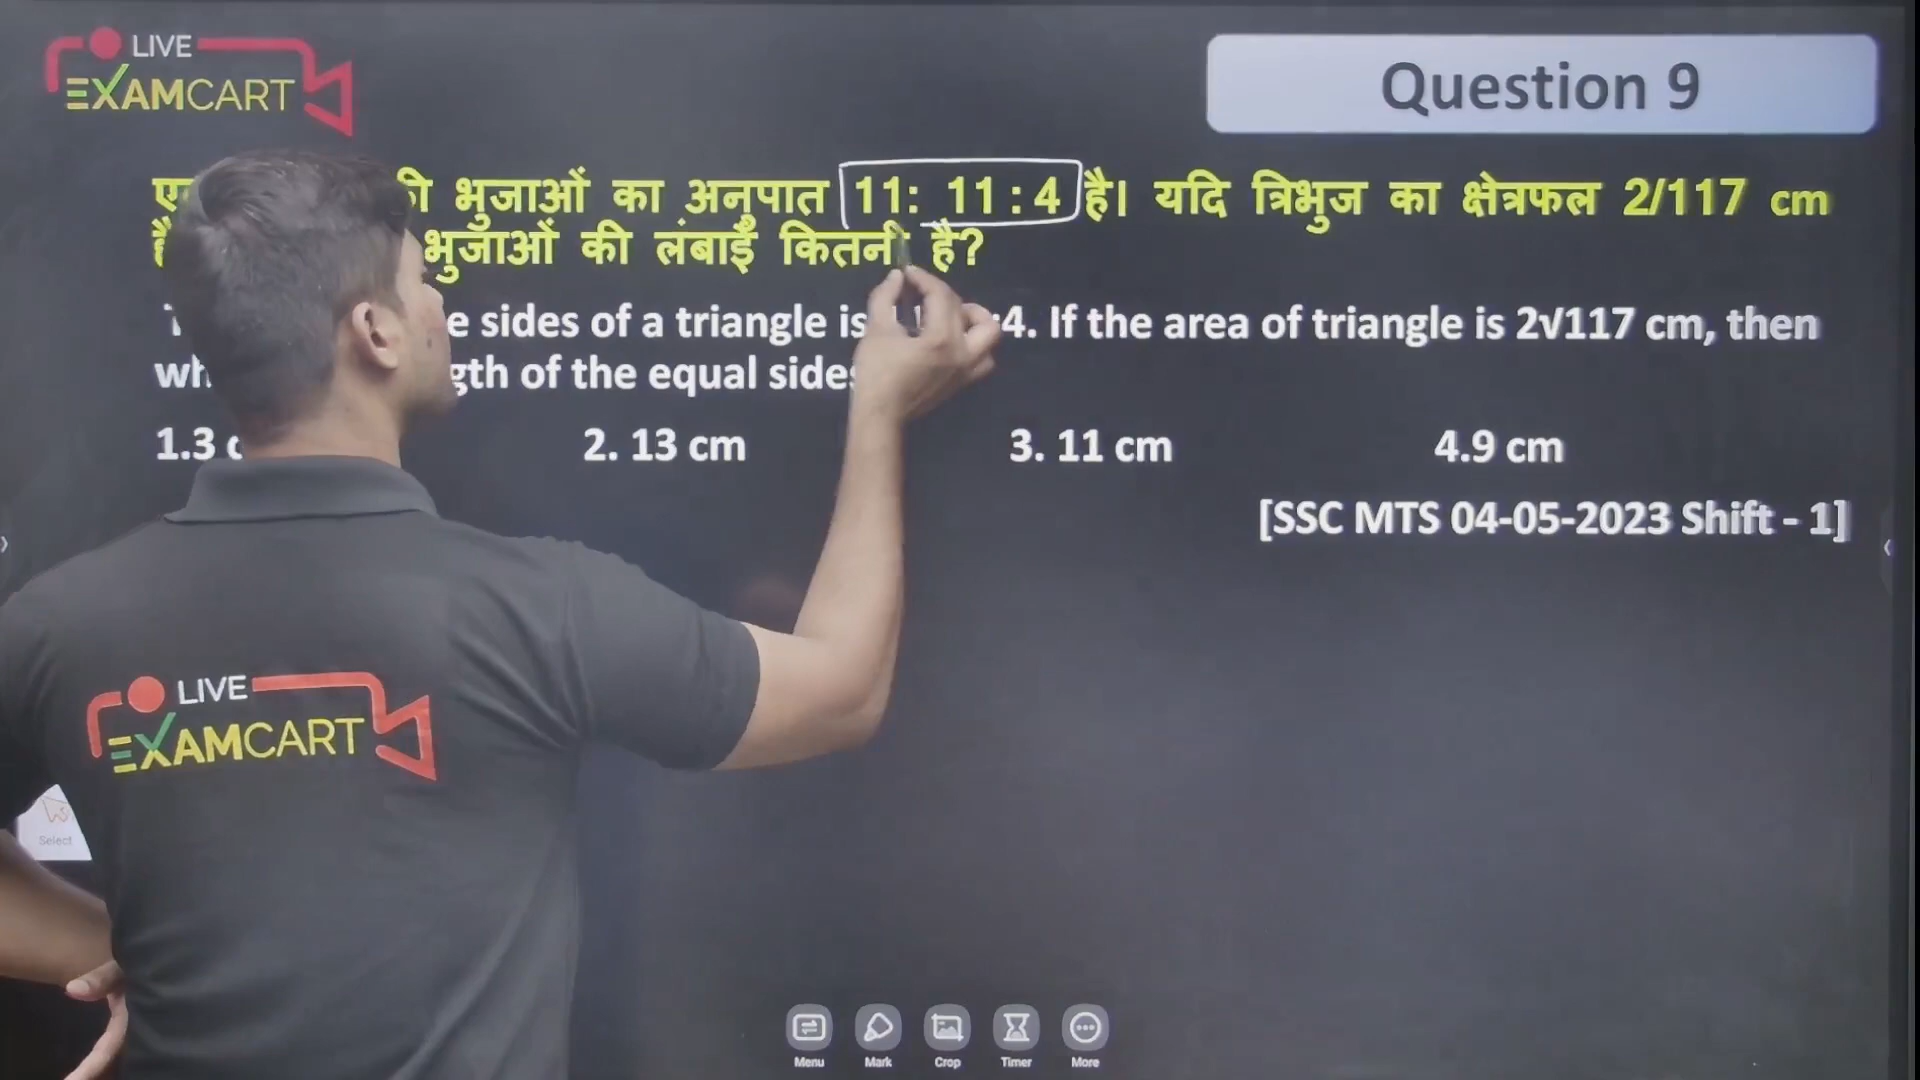 LIVE
EXAMCART
Question 9
भुजाओं का अनुपात 11: 11 : 4 है। यदि त्रिभुज का क्षेत्रफल 2/117 cm
भुजाओं की लंबाई कितनी है?
sides of a triangle is :4. If the area of triangle is 2√117 cm, then
of the equal sides
1.3
2. 13 cm
3. 11 cm
4.9 cm
[SSC MTS 04-05-2023 Shift - 1]
LIVE
EXAMCART
Select
Menu
Mark
Crop
Timer
More